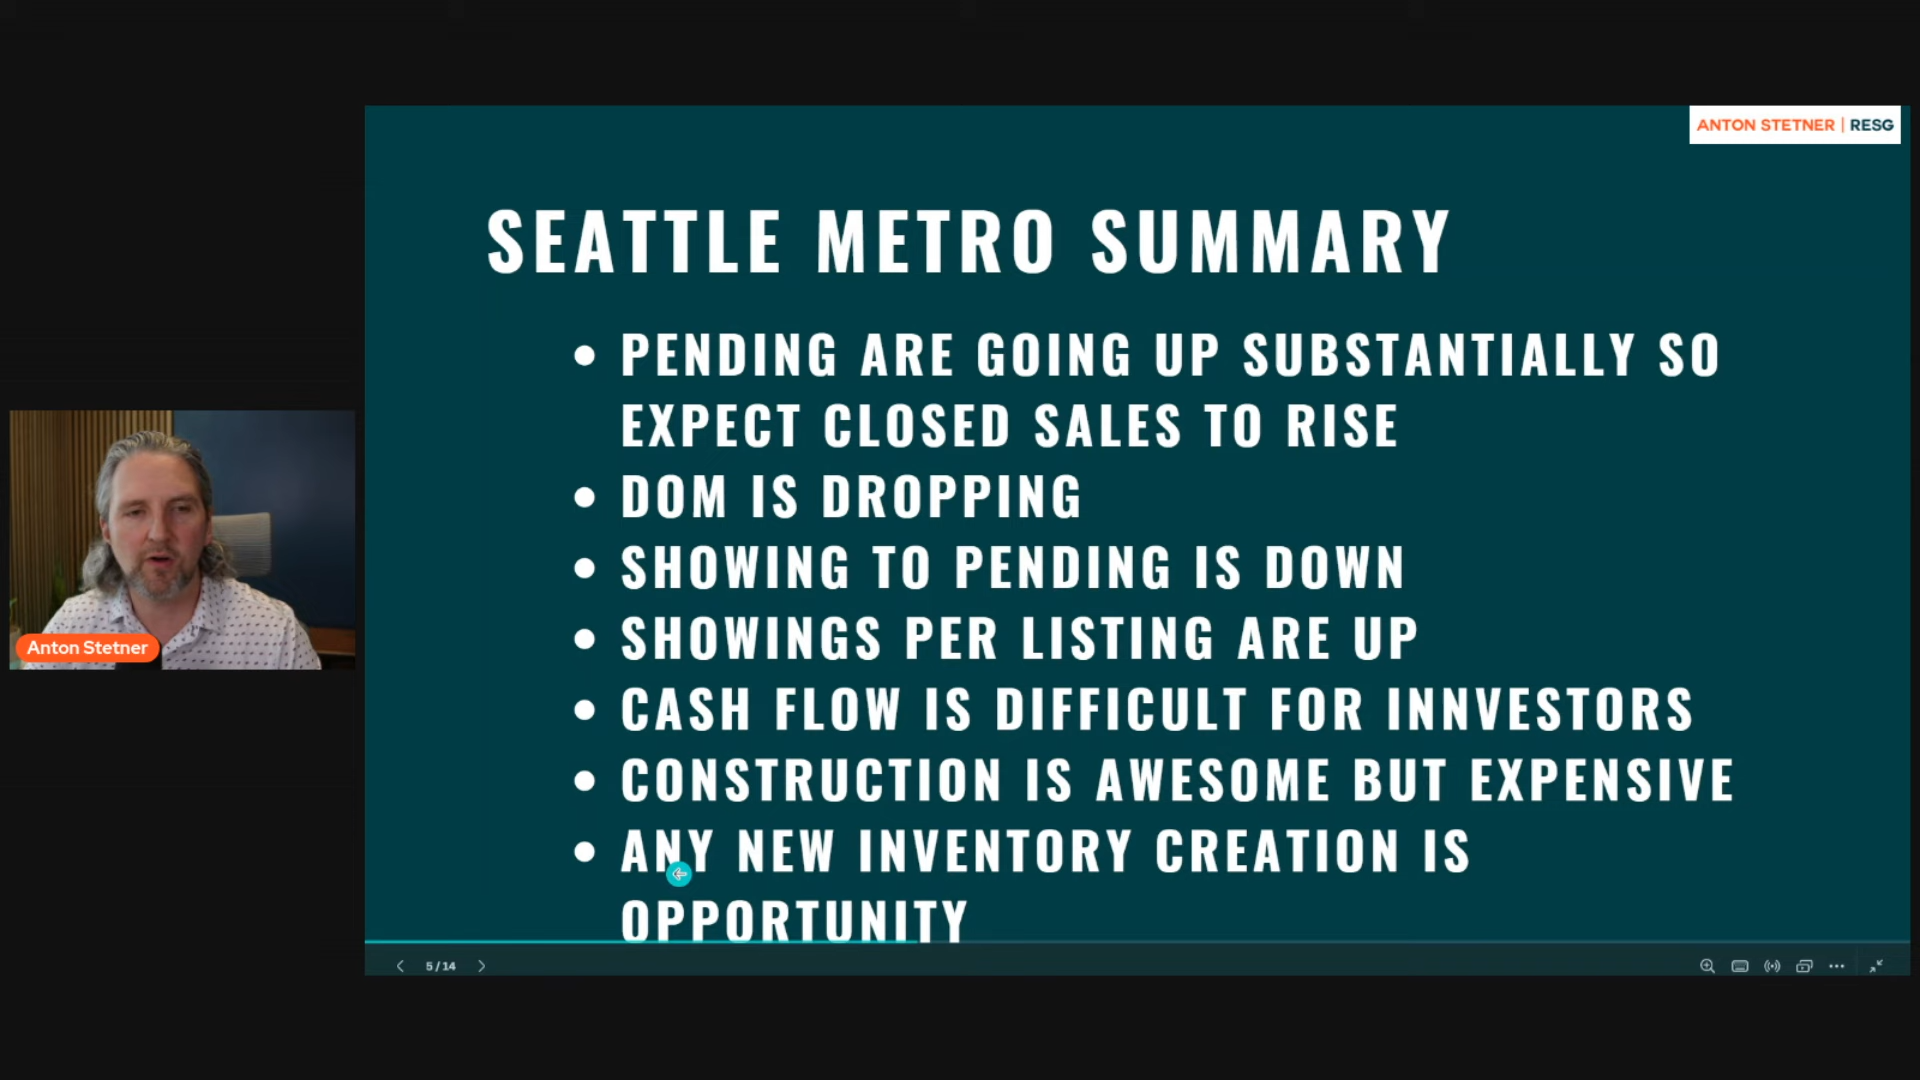 ANTON STETNER | RESG
SEATTLE METRO SUMMARY
• PENDING ARE GOING UP SUBSTANTIALLY SO
EXPECT CLOSED SALES TO RISE
• DOM IS DROPPING
• SHOWING TO PENDING IS DOWN
• SHOWINGS PER LISTING ARE UP
• CASH FLOW IS DIFFICULT FOR INNVESTORS
• CONSTRUCTION IS AWESOME BUT EXPENSIVE
• ANY NEW INVENTORY CREATION IS
OPPORTUNITY
Anton Stetner
5 / 14